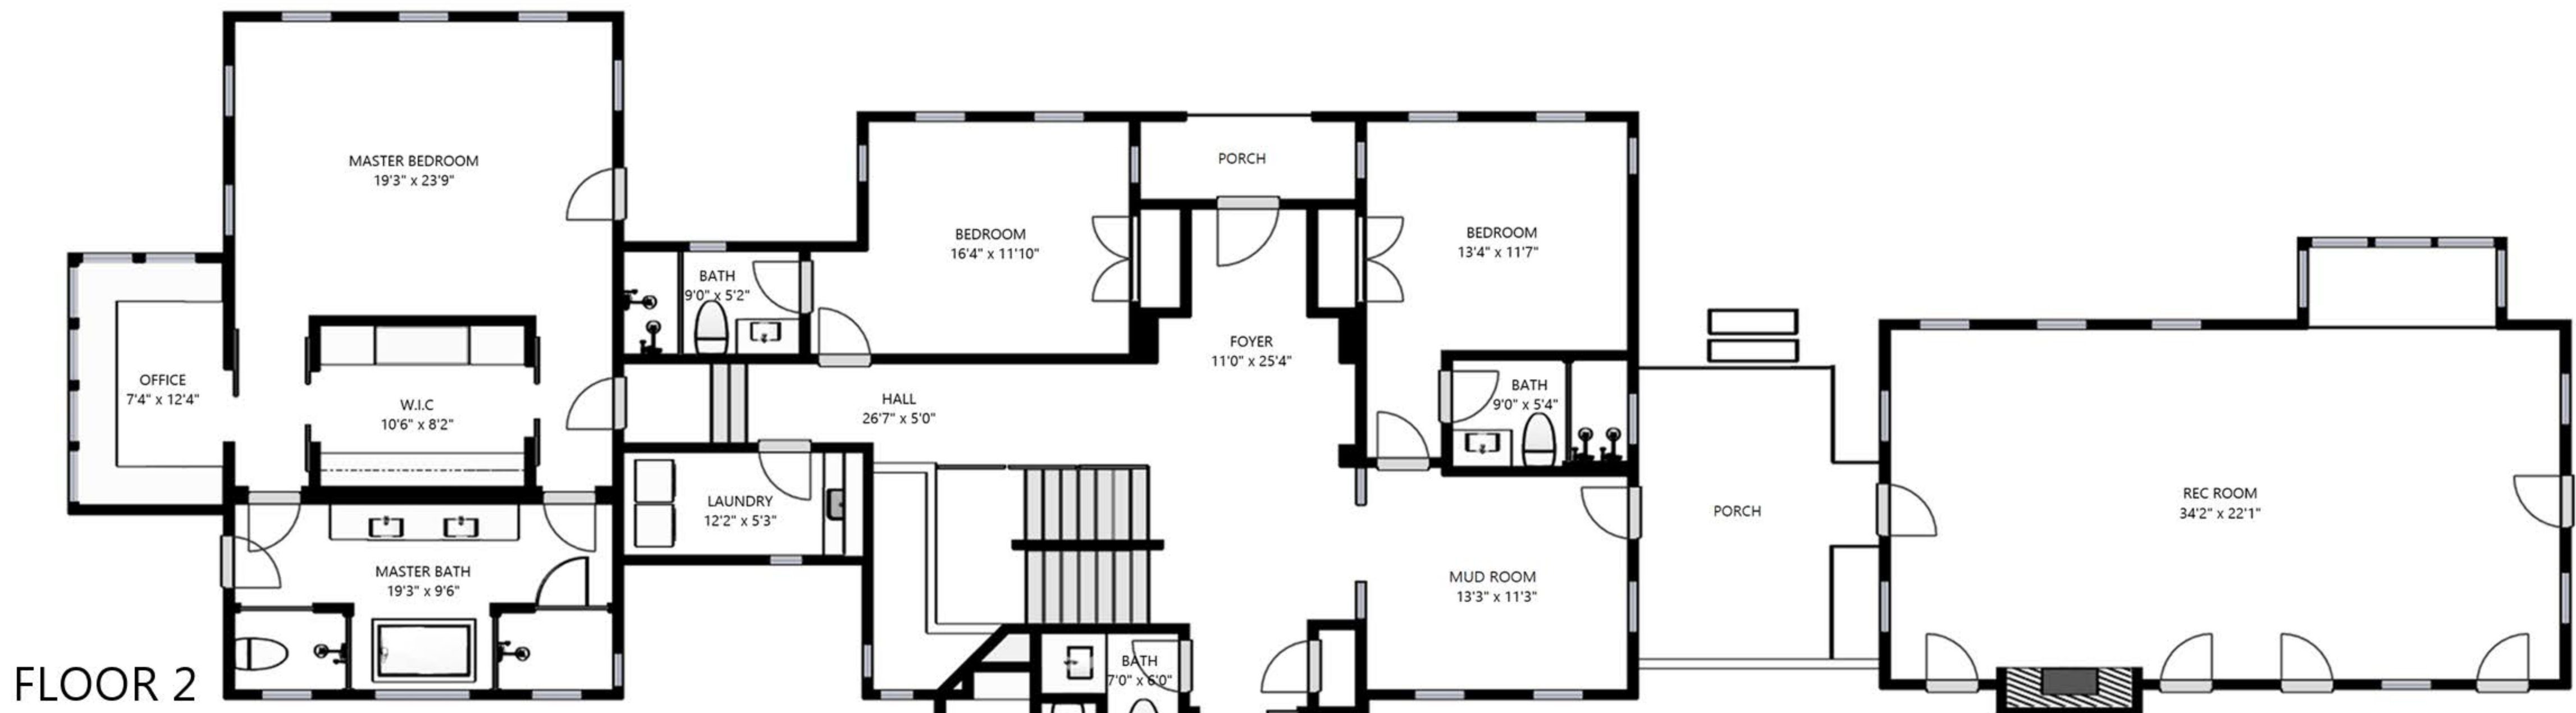 MASTER BEDROOM
19'3" x 23'9"
OFFICE
7'4" x 12'4"
W.I.C
10'6" x 8'2"
MASTER BATH
19'3" x 9'6"
BATH
9'0" x 5'2"
BEDROOM
16'4" x 11'10"
PORCH
HALL
26'7" x 5'0"
LAUNDRY
12'2" x 5'3"
FOYER
11'0" x 25'4"
BEDROOM
13'4" x 11'7"
BATH
9'0" x 5'4"
MUD ROOM
13'3" x 11'3"
BATH
7'0" x 6'0"
PORCH
REC ROOM
34'2" x 22'1"
FLOOR 2